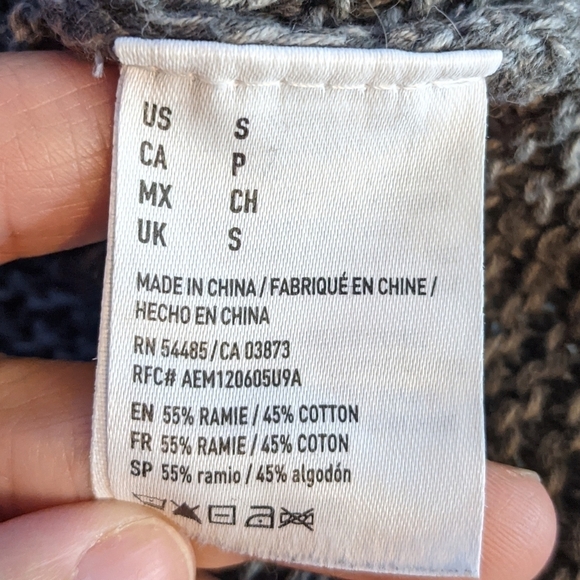 US S
CA P
MX CH
UK S
MADE IN CHINA / FABRIQUÉ EN CHINE /
HECHO EN CHINA
RN 54485/CA 03873
RFC# AEM120605U9A
EN 55% RAMIE / 45% COTTON
FR 55% RAMIE / 45% COTON
SP 55% ramio / 45% algodón